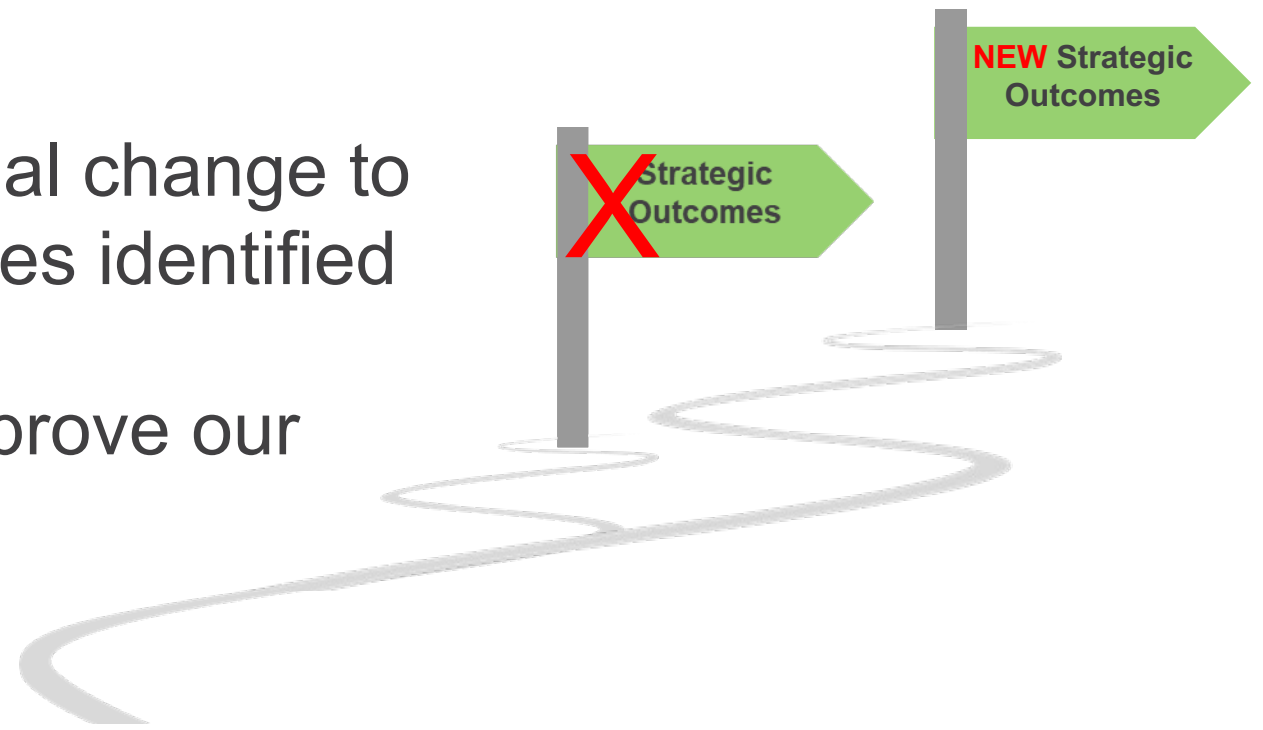 NEW Strategic
Outcomes
X
Strategic
Outcomes
al change to
es identified
prove our